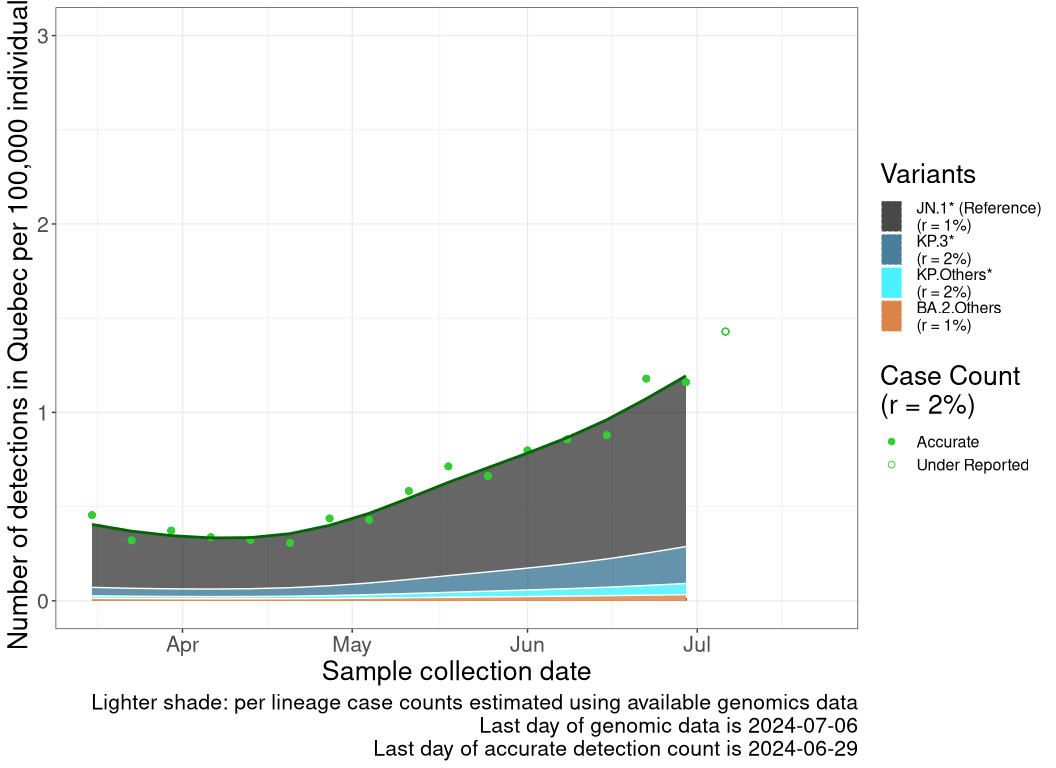 Number of detections in Quebec per 100,000 individual
3
2
1
0
Apr
May
Jun
Jul
Sample collection date
Lighter shade: per lineage case counts estimated using available genomics data
Last day of genomic data is 2024-07-06
Last day of accurate detection count is 2024-06-29
Variants
JN.1* (Reference)
(r = 1%)
KP.3*
(r = 2%)
KP.Others*
(r = 2%)
BA.2.Others
(r = 1%)
Case Count
(r = 2%)
Accurate
Under Reported